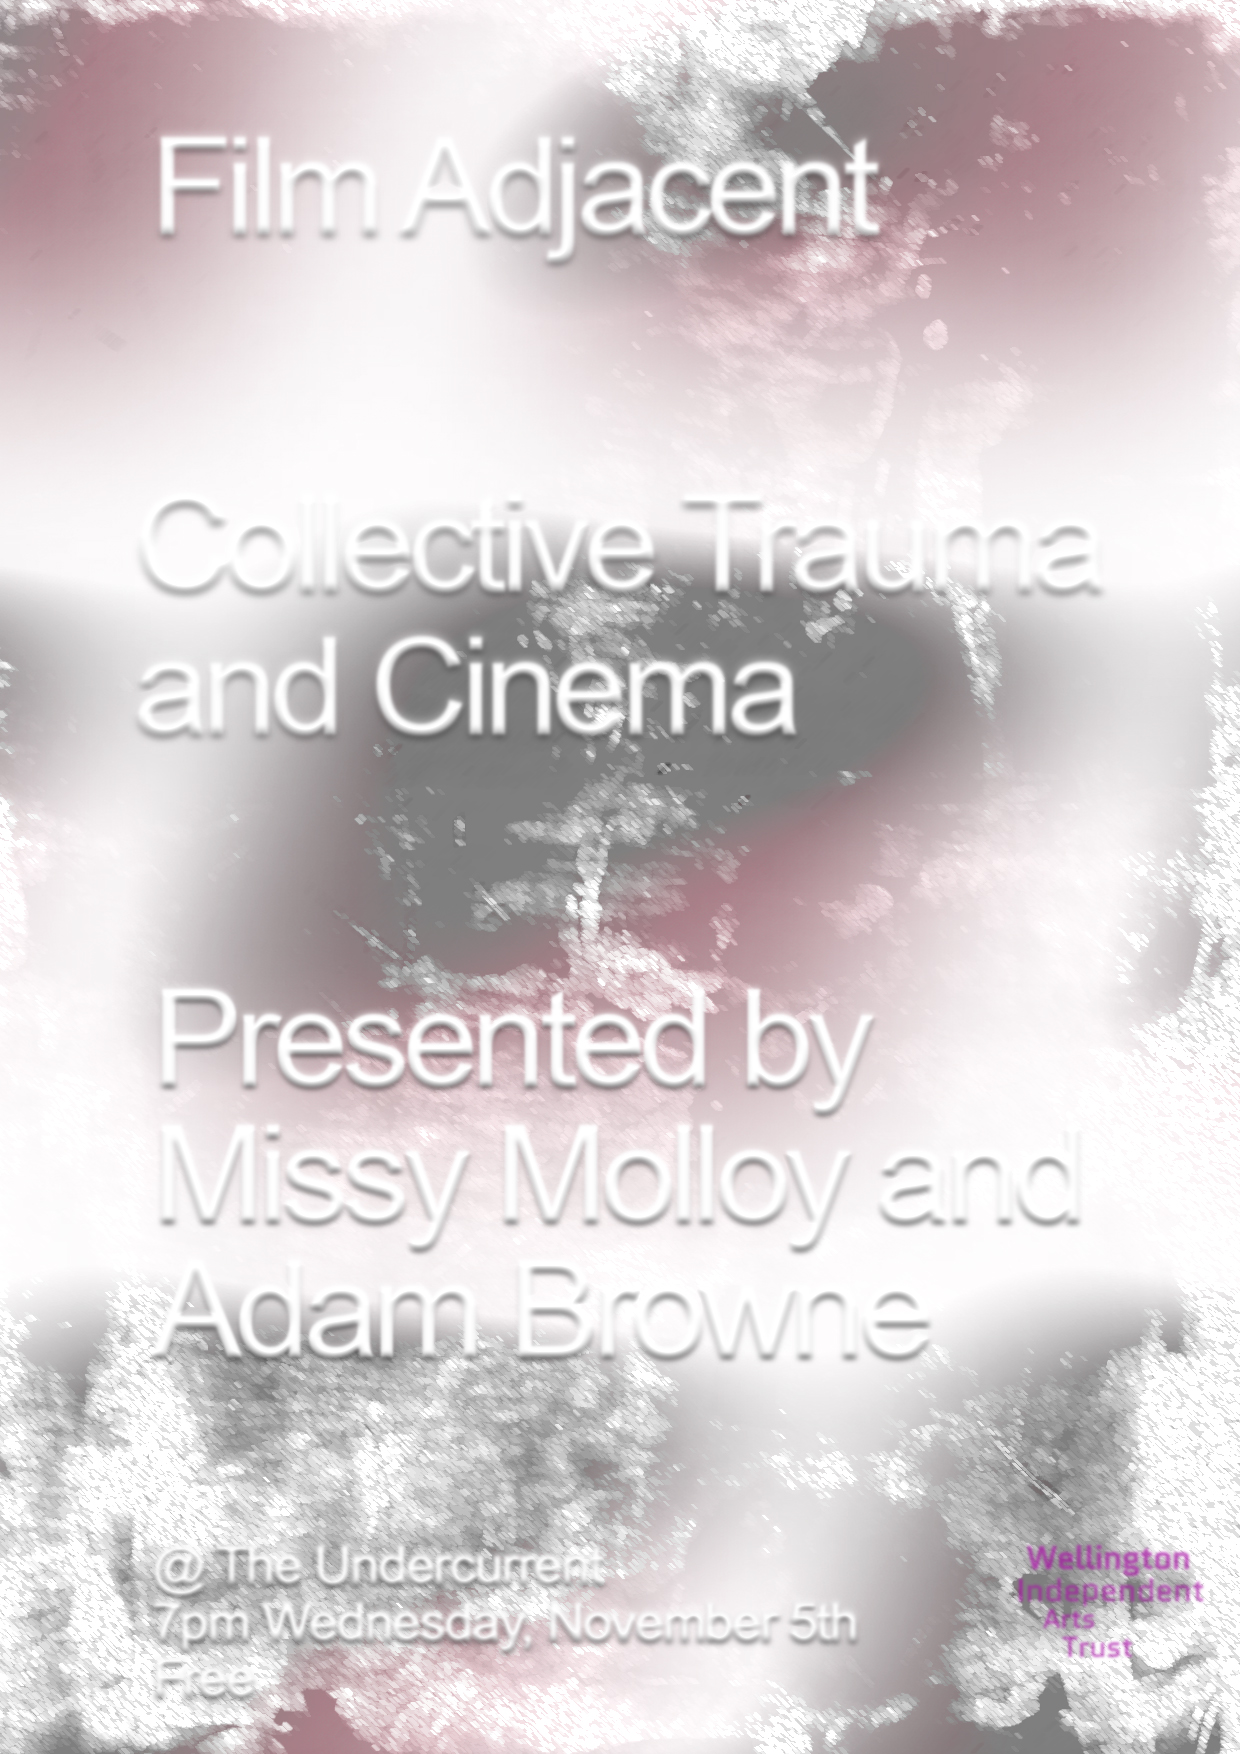 Film Adjacent
Collective Trauma
and Cinema
Presented by
Missy Molloy and
Adam Browne
@ The Undercurrent
7pm Wednesday, November 5th
Free
Wellington
Independent
Arts
Trust